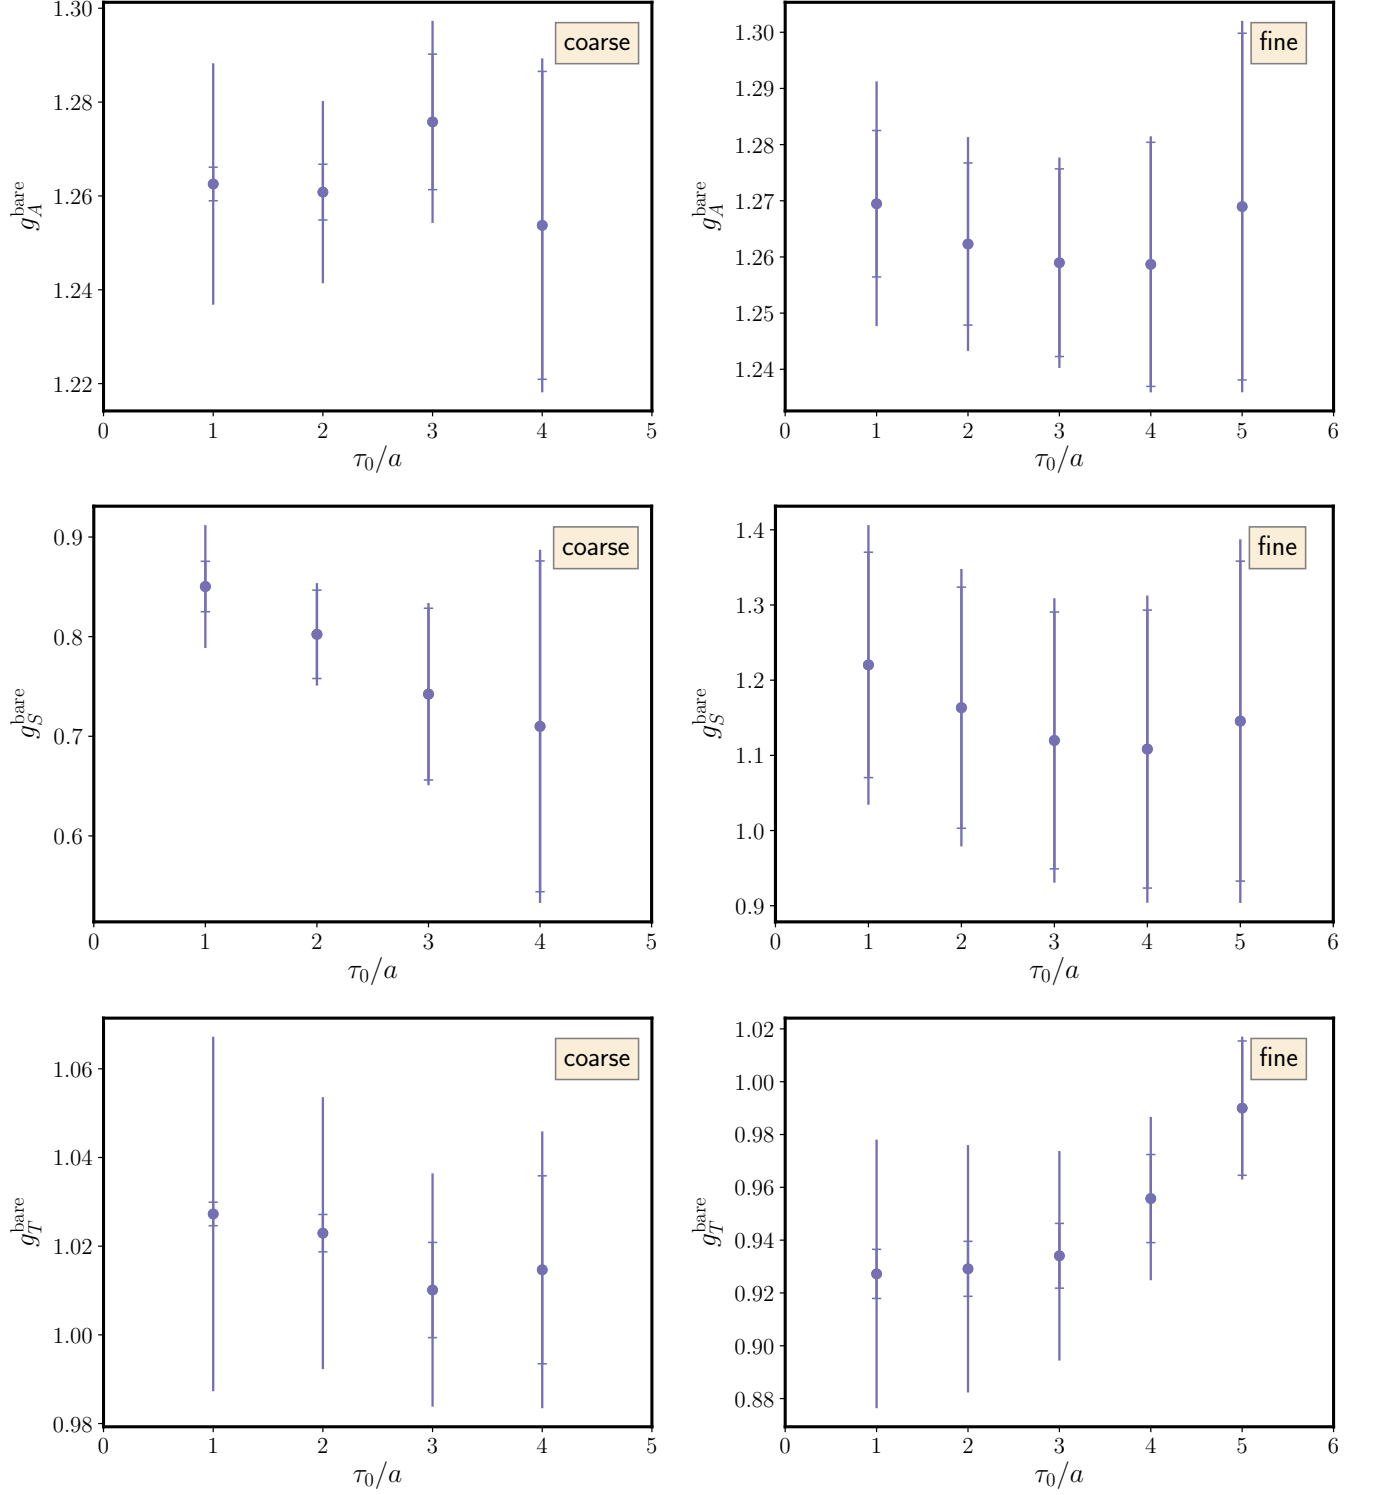 1.30
1.28
1.26
1.24
1.22
g_A^bare
coarse
0 1 2 3 4 5
τ₀/a
1.30
1.29
1.28
1.27
1.26
1.25
1.24
g_A^bare
fine
0 1 2 3 4 5 6
τ₀/a
0.9
0.8
0.7
0.6
g_S^bare
coarse
0 1 2 3 4 5
τ₀/a
1.4
1.3
1.2
1.1
1.0
0.9
g_S^bare
fine
0 1 2 3 4 5 6
τ₀/a
1.06
1.04
1.02
1.00
0.98
g_T^bare
coarse
0 1 2 3 4 5
τ₀/a
1.02
1.00
0.98
0.96
0.94
0.92
0.90
0.88
g_T^bare
fine
0 1 2 3 4 5 6
τ₀/a